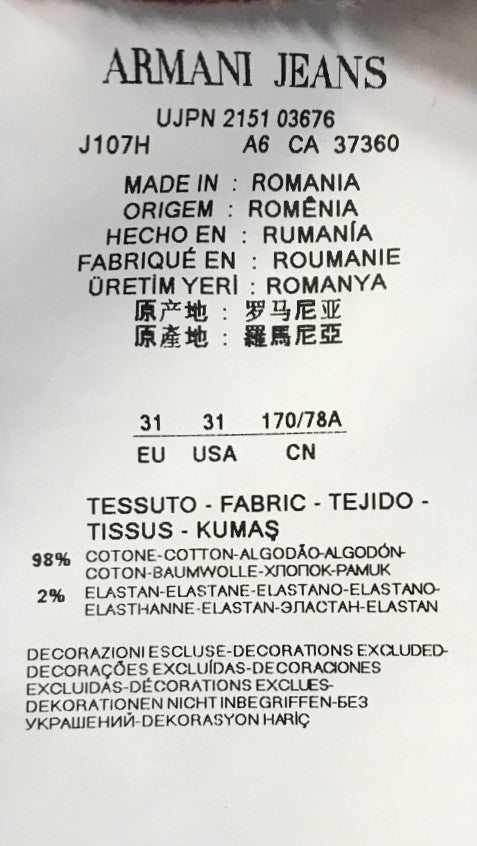 ARMANI JEANS
UJPN 2151 03676
J107H A6 CA 37360
MADE IN : ROMANIA
ORIGEM : ROMÊNIA
HECHO EN : RUMANÍA
FABRIQUÉ EN : ROUMANIE
ÜRETİM YERİ : ROMANYA
原产地 : 罗马尼亚
原產地 : 羅馬尼亞
31 31 170/78A
EU USA CN
TESSUTO - FABRIC - TEJIDO -
TISSUS - KUMAŞ
98% COTONE-COTTON-ALGODÃO-ALGODÓN-
COTON-BAUMWOLLE-ХЛОПОК-PAMUK
2% ELASTAN-ELASTANE-ELASTANO-ELASTANO-
ELASTHANNE-ELASTAN-ЭЛАСТАН-ELASTAN
DECORAZIONI ESCLUSE-DECORATIONS EXCLUDED-
DECORAÇÕES EXCLUÍDAS-DECORACIONES
EXCLUIDAS-DÉCORATIONS EXCLUES-
DEKORATIONEN NICHT INBEGRIFFEN-БЕЗ
УКРАШЕНИЙ-DEKORASYON HARİÇ